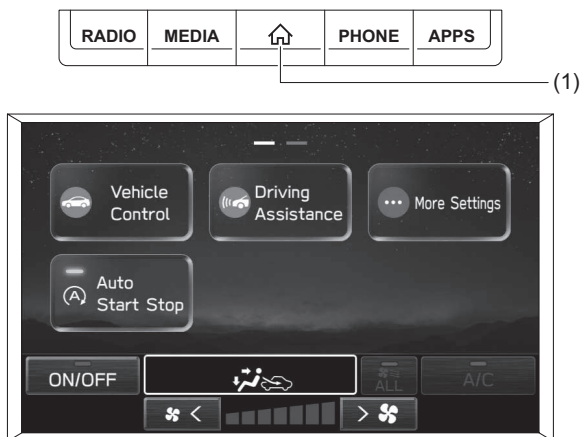 RADIO MEDIA PHONE APPS
(1)
Vehicle
Control
Driving
Assistance
More Settings
Auto
Start Stop
A
ON/OFF
ALL
A/C
< >